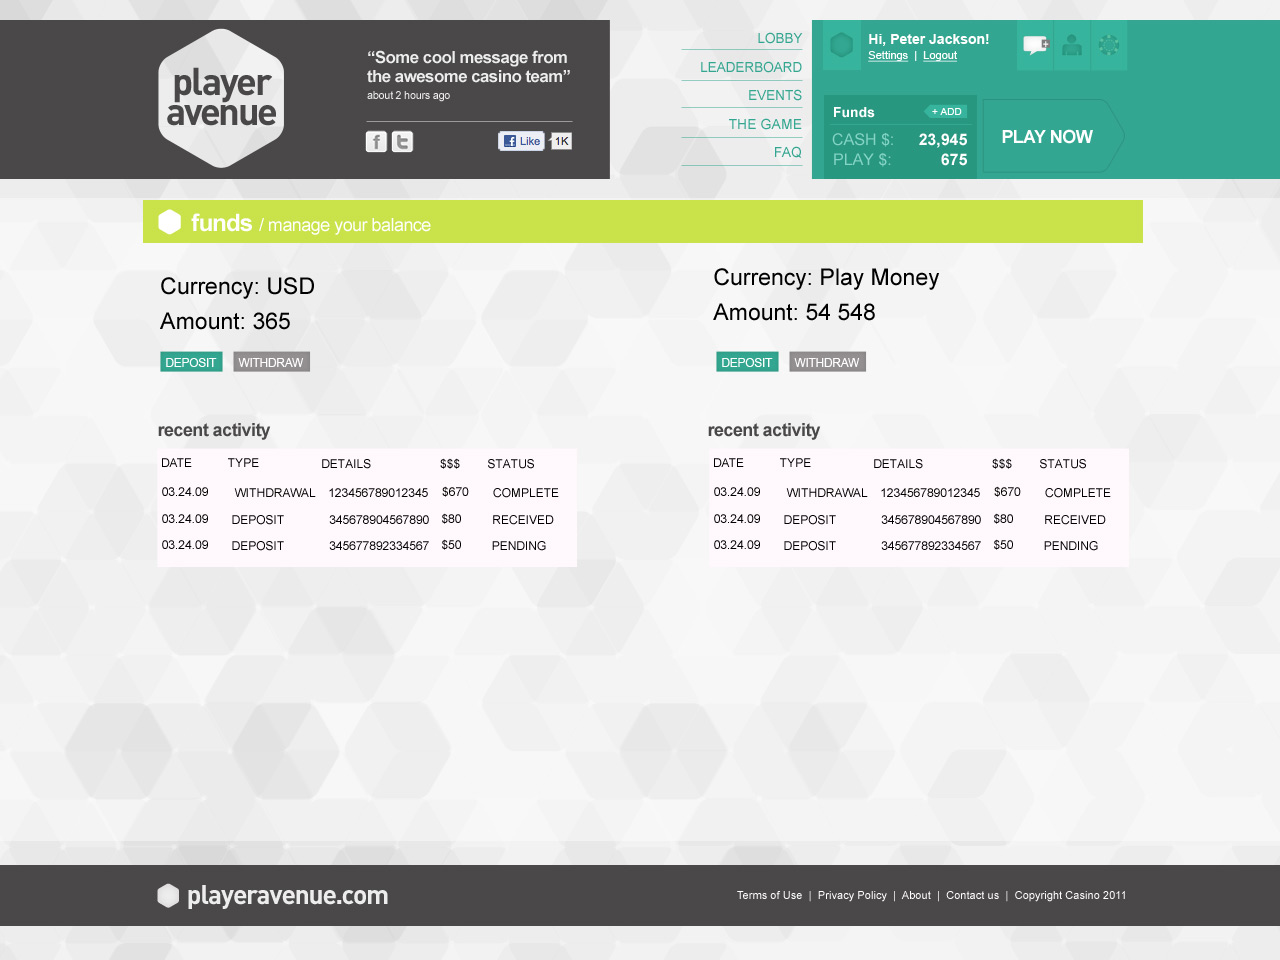 player
avenue
“Some cool message from
the awesome casino team”
about 2 hours ago
f t Like 1K
LOBBY
LEADERBOARD
EVENTS
THE GAME
FAQ
Hi, Peter Jackson!
Settings | Logout
Funds + ADD
CASH $: 23,945
PLAY $: 675
PLAY NOW
funds / manage your balance
Currency: USD
Amount: 365
DEPOSIT WITHDRAW
Currency: Play Money
Amount: 54 548
DEPOSIT WITHDRAW
recent activity
DATE TYPE DETAILS $$$ STATUS
03.24.09 WITHDRAWAL 123456789012345 $670 COMPLETE
03.24.09 DEPOSIT 345678904567890 $80 RECEIVED
03.24.09 DEPOSIT 345677892334567 $50 PENDING
recent activity
DATE TYPE DETAILS $$$ STATUS
03.24.09 WITHDRAWAL 123456789012345 $670 COMPLETE
03.24.09 DEPOSIT 345678904567890 $80 RECEIVED
03.24.09 DEPOSIT 345677892334567 $50 PENDING
playeravenue.com
Terms of Use | Privacy Policy | About | Contact us | Copyright Casino 2011